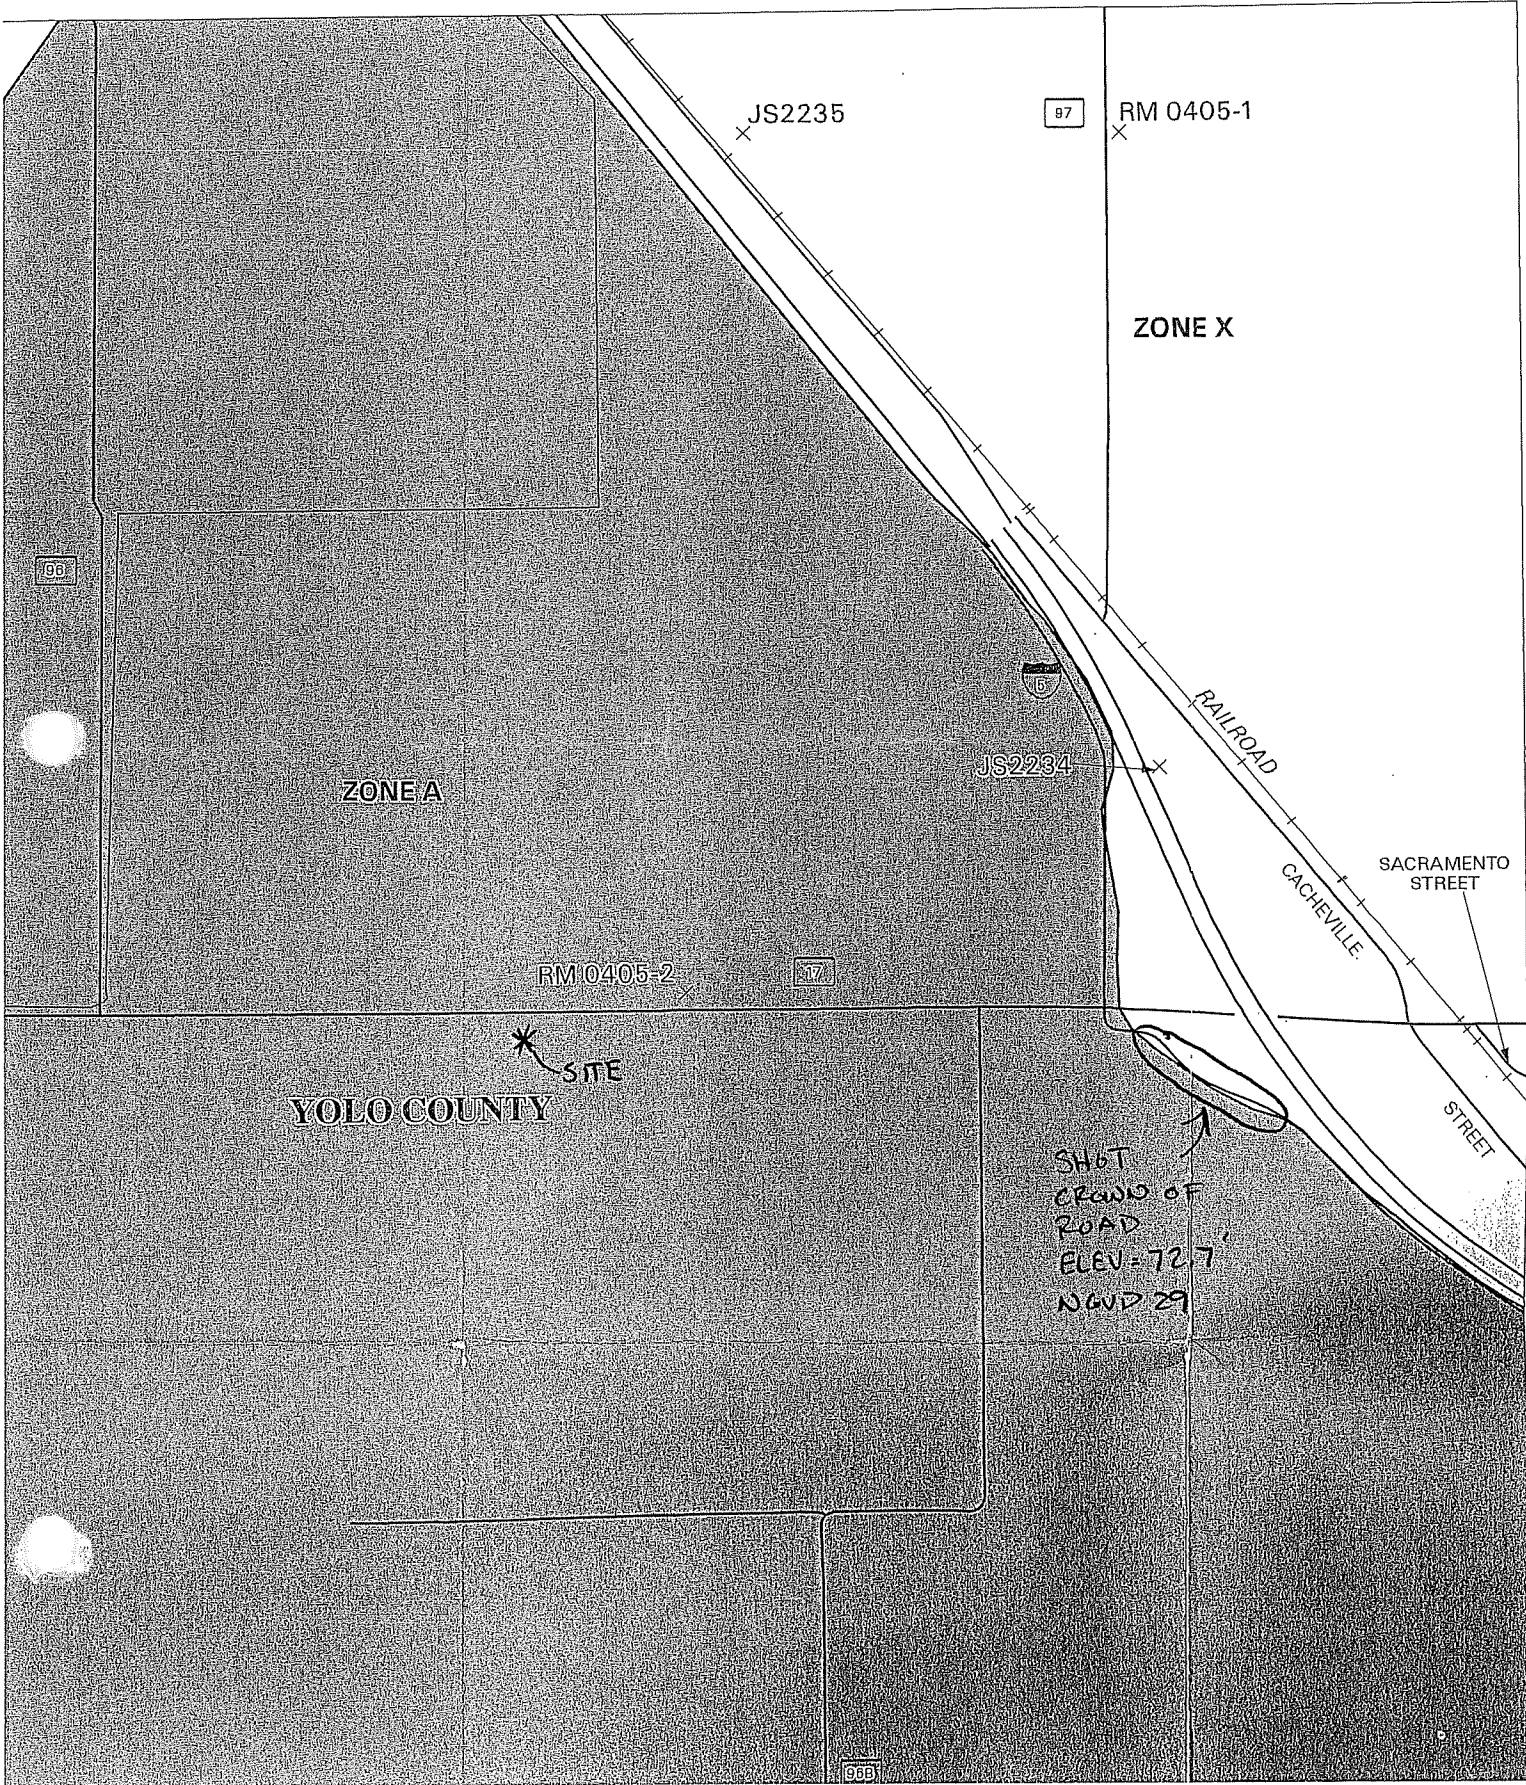 JS2235
97
RM 0405-1
ZONE X
96
5
RAILROAD
JS2234
ZONE A
SACRAMENTO
STREET
CACHEVILLE
RM 0405-2
17
SITE
YOLO COUNTY
STREET
SHOT
CROWN OF
ROAD
ELEV = 72.7'
NGVD 29
96B